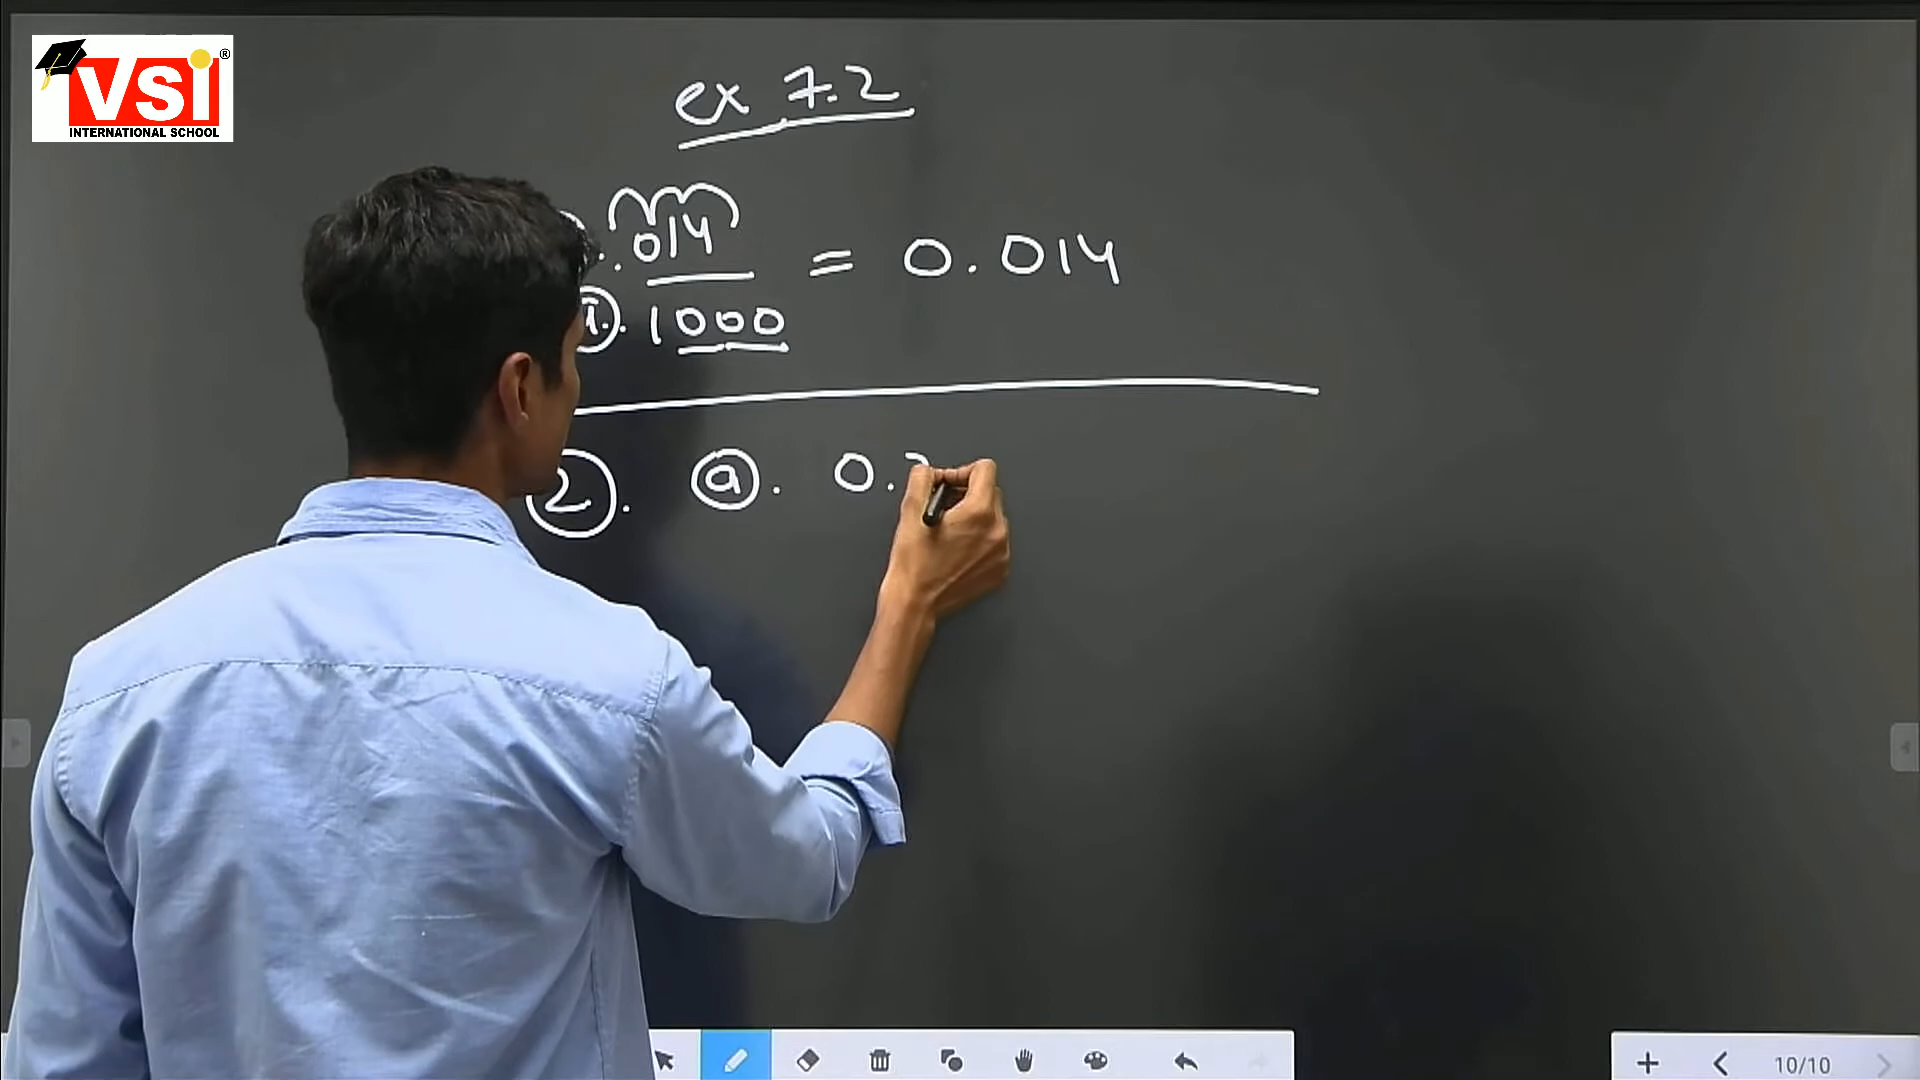 VSI ®
INTERNATIONAL SCHOOL
ex 7.2
.014
= 0.014
1000
2. a. 0.
10/10